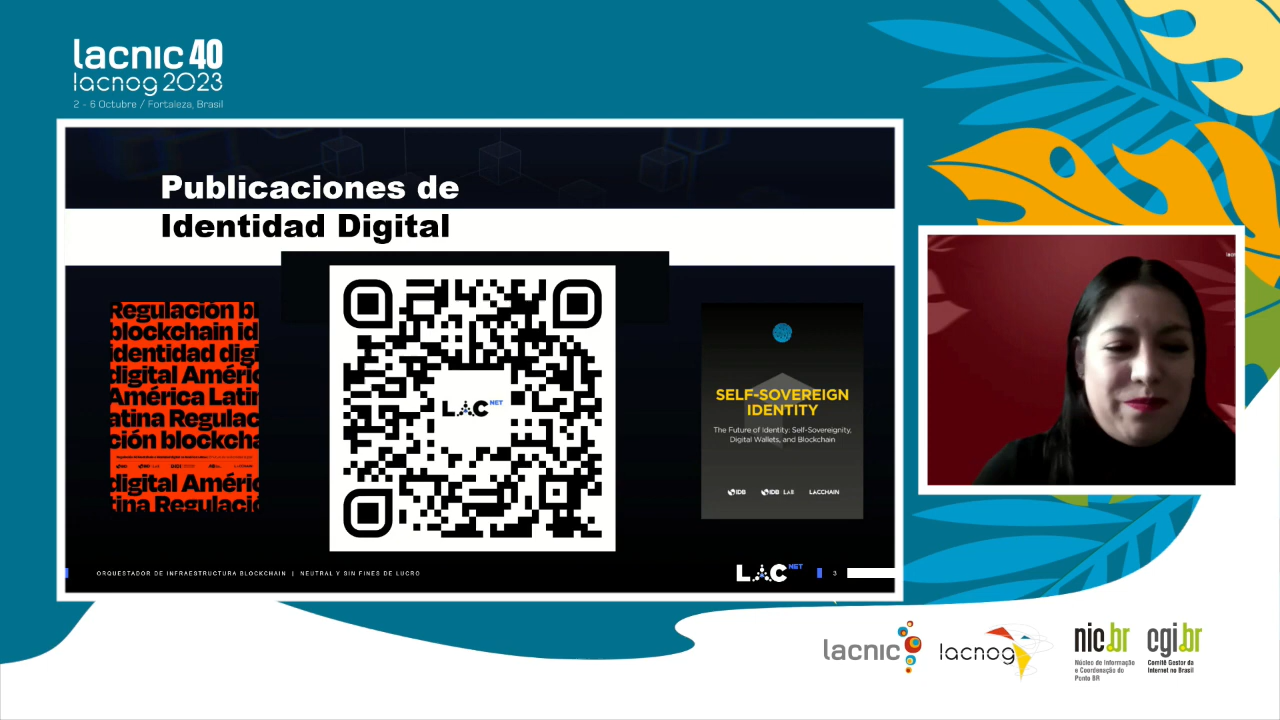 lacnic 40
lacnog 2023
2 - 6 Octubre / Fortaleza, Brasil
Publicaciones de
Identidad Digital
Regulación bl
blockchain id
identidad digi
digital Améric
América Latin
atina Regulac
ción blockcha
digital Améric
tina Regulació
LAC NET
SELF-SOVEREIGN
IDENTITY
The Future of Identity: Self-Sovereignity,
Digital Wallets, and Blockchain
IDB IDB LAB LACCHAIN
ORQUESTADOR DE INFRAESTRUCTURA BLOCKCHAIN | NEUTRAL Y SIN FINES DE LUCRO
LAC NET 3
lacnic lacnog nic.br cgi.br
Núcleo de Informação
e Coordenação do
Ponto BR
Comitê Gestor da
Internet no Brasil